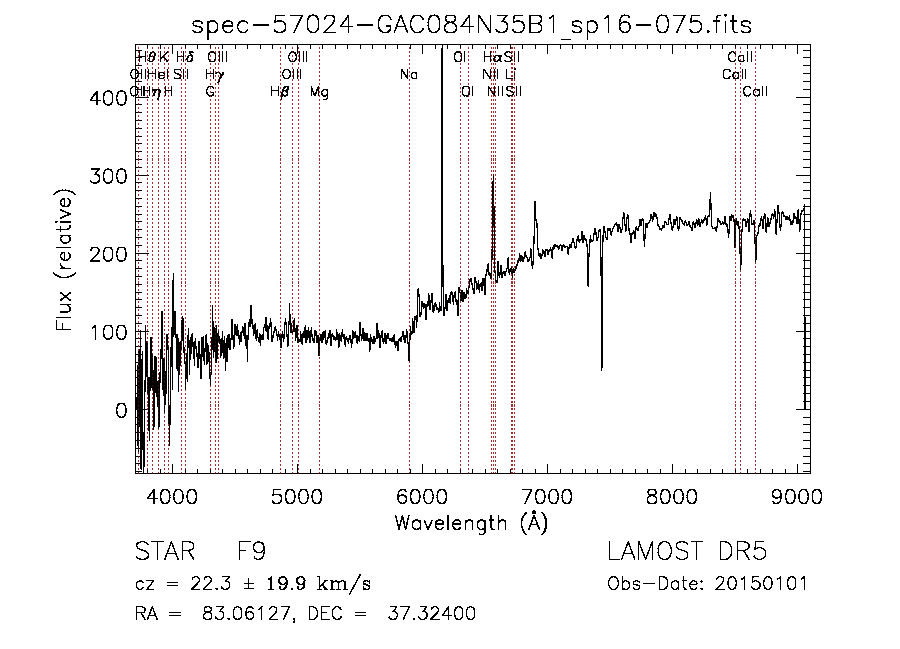 spec-57024-GAC084N35B1_sp16-075.fits
Hθ K Hδ OIII OIII OI Hα SII CaII
OII HeI SII Hγ OIII Na NII Li CaII
OII Hη H G Hβ Mg OI NII SII CaII
400
300
200
100
0
Flux (relative)
4000 5000 6000 7000 8000 9000
Wavelength (Å)
STAR F9 LAMOST DR5
cz = 22.3 ± 19.9 km/s Obs-Date: 20150101
RA = 83.06127, DEC = 37.32400